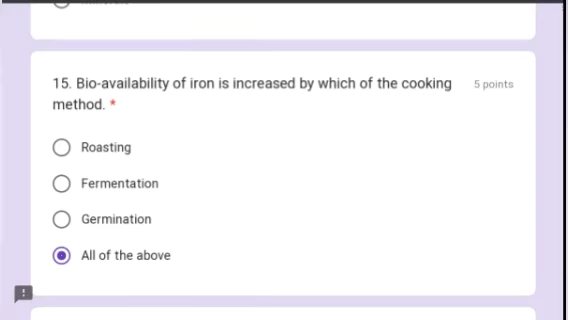 15. Bio-availability of iron is increased by which of the cooking 5 points
method. *
Roasting
Fermentation
Germination
All of the above